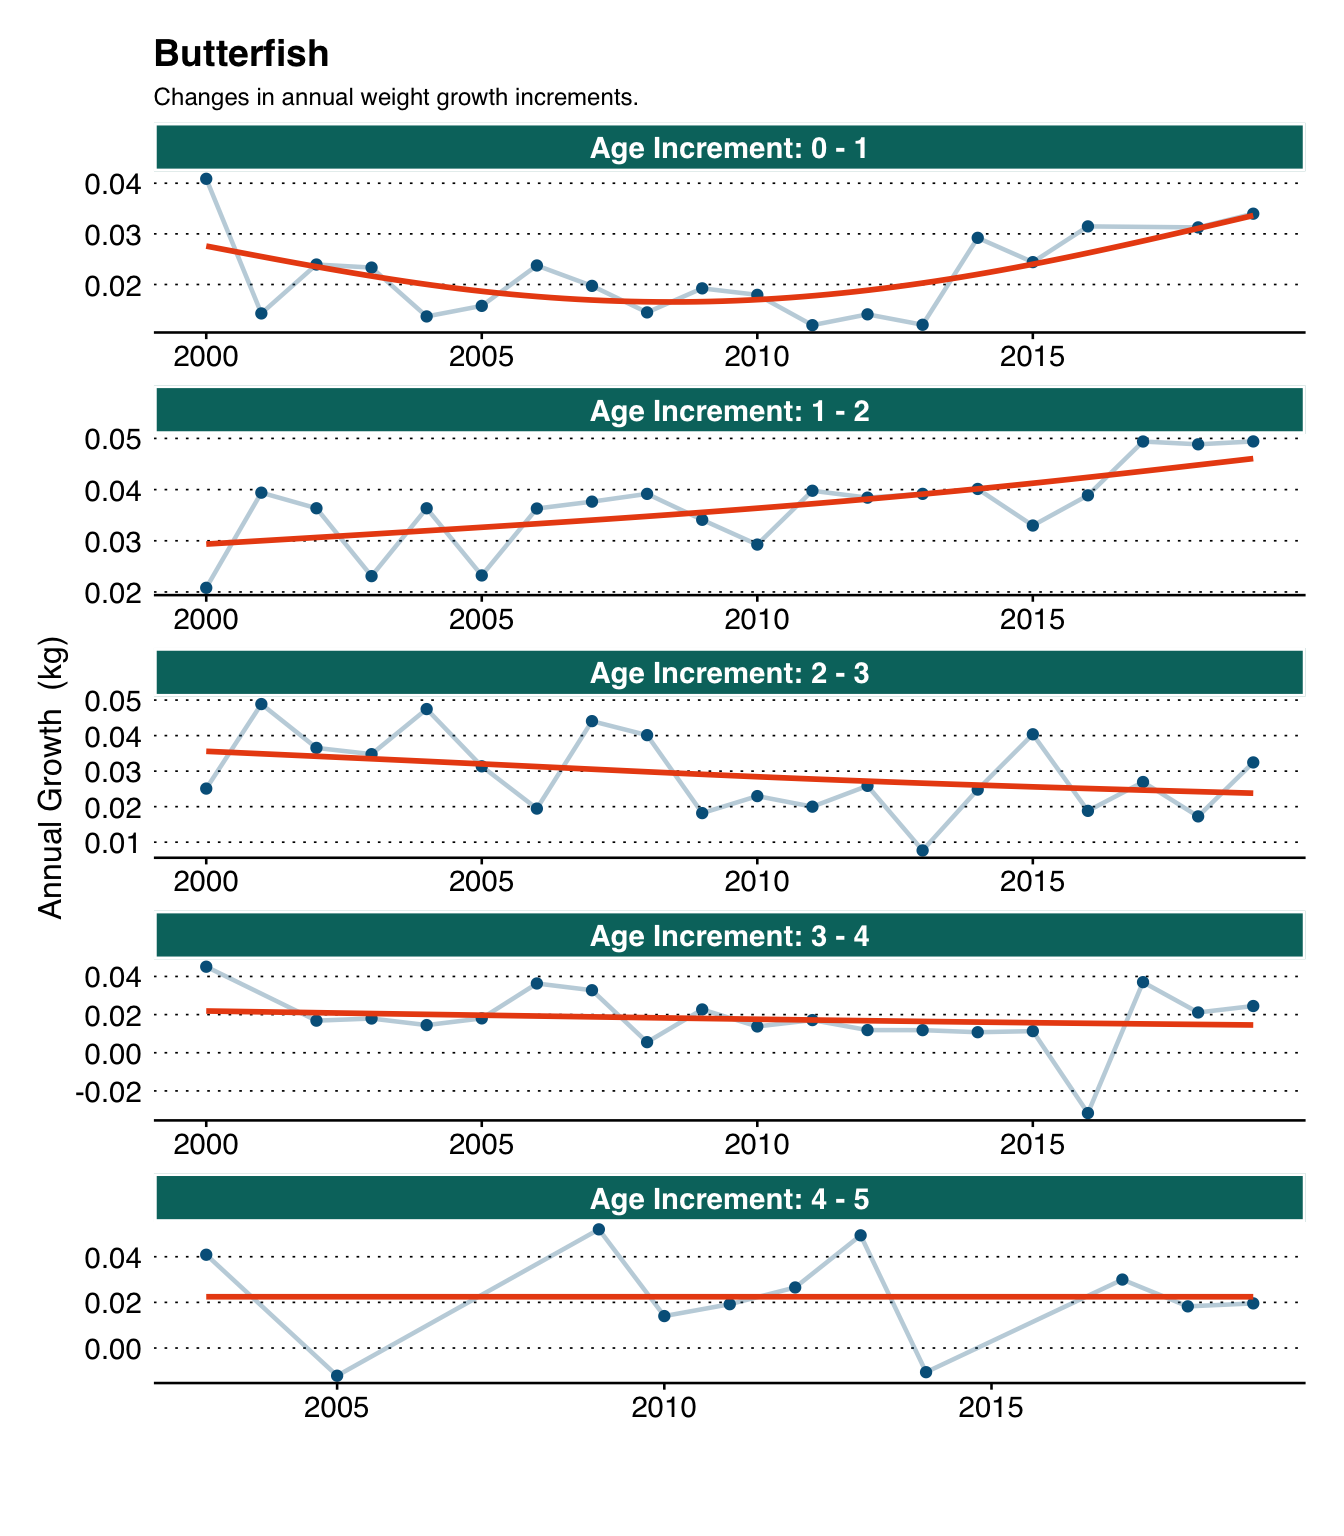 Butterfish
Changes in annual weight growth increments.
Annual Growth  (kg)
Age Increment: 0 - 1
0.04
0.03
0.02
2000 2005 2010 2015
Age Increment: 1 - 2
0.05
0.04
0.03
0.02
2000 2005 2010 2015
Age Increment: 2 - 3
0.05
0.04
0.03
0.02
0.01
2000 2005 2010 2015
Age Increment: 3 - 4
0.04
0.02
0.00
-0.02
2000 2005 2010 2015
Age Increment: 4 - 5
0.04
0.02
0.00
2005 2010 2015